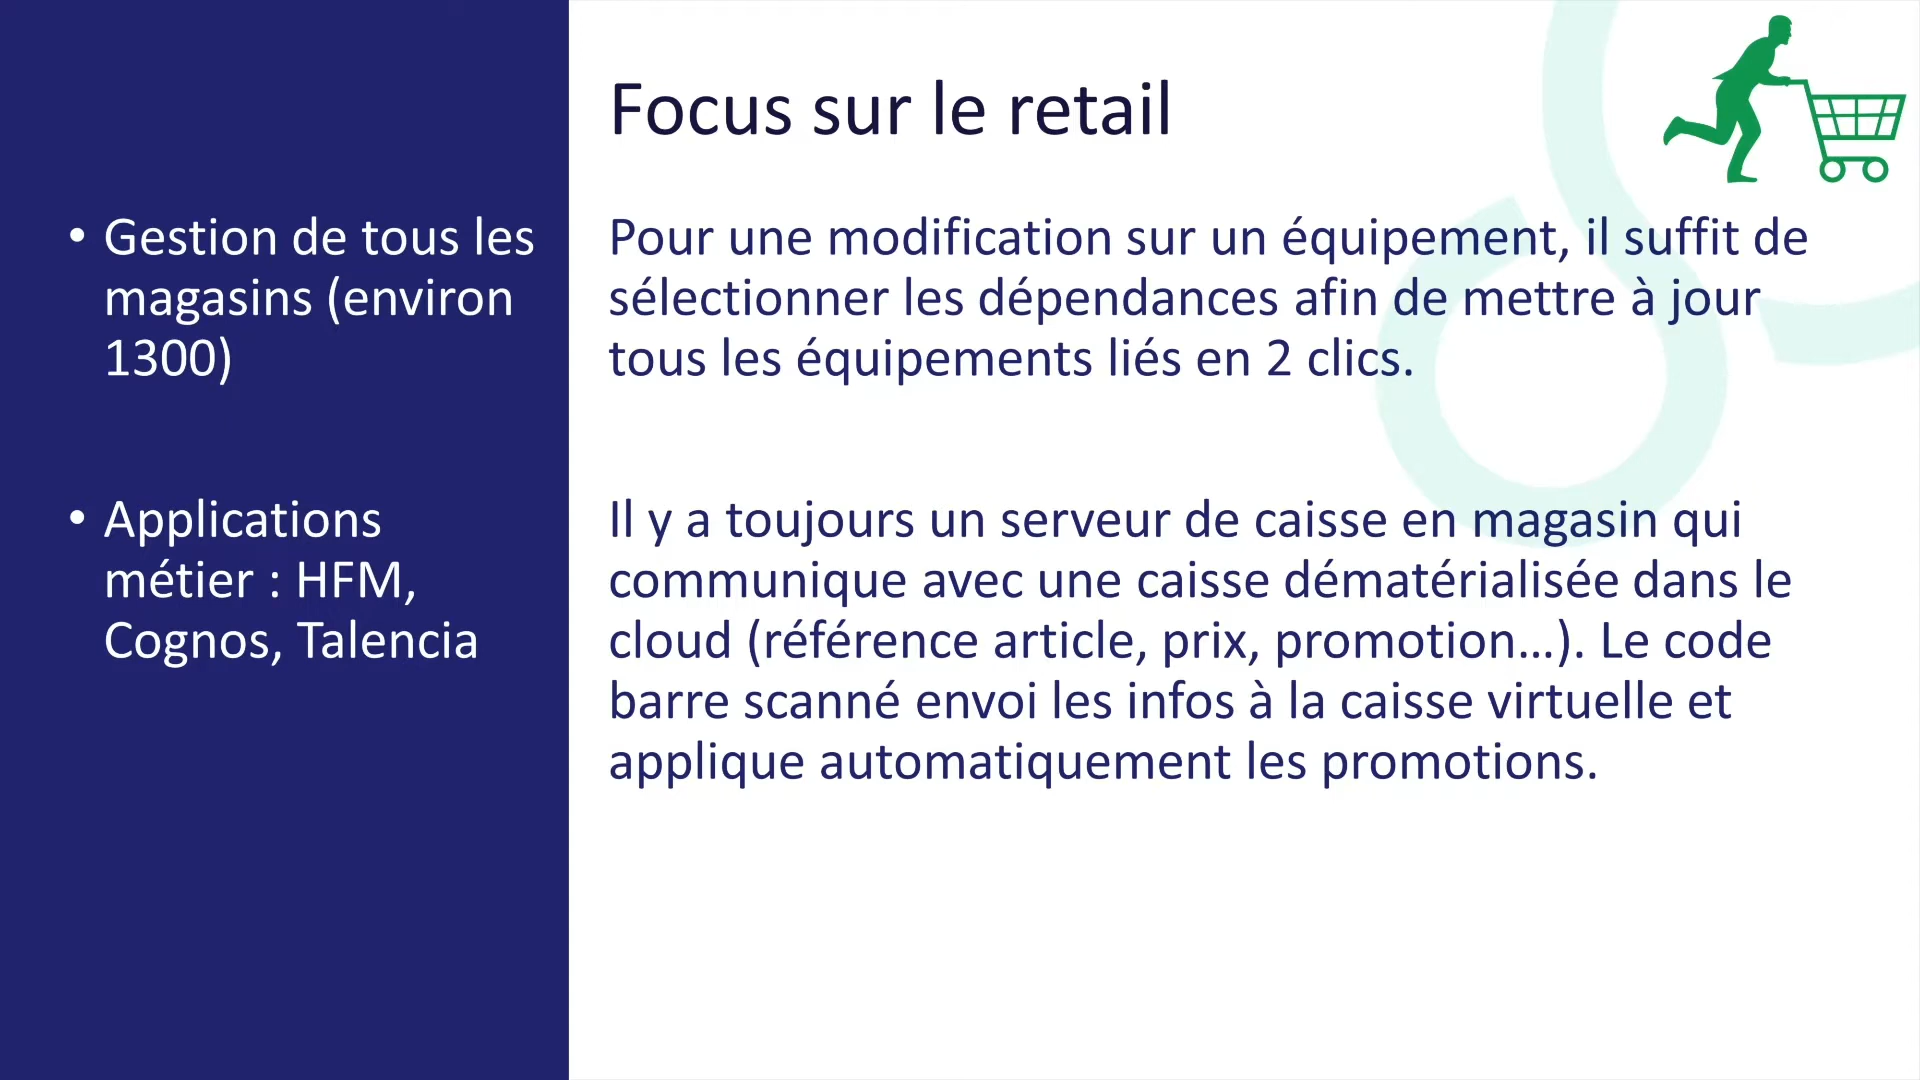 Focus sur le retail
• Gestion de tous les
magasins (environ
1300)
Pour une modification sur un équipement, il suffit de
sélectionner les dépendances afin de mettre à jour
tous les équipements liés en 2 clics.
• Applications
métier : HFM,
Cognos, Talencia
Il y a toujours un serveur de caisse en magasin qui
communique avec une caisse dématérialisée dans le
cloud (référence article, prix, promotion...). Le code
barre scanné envoi les infos à la caisse virtuelle et
applique automatiquement les promotions.